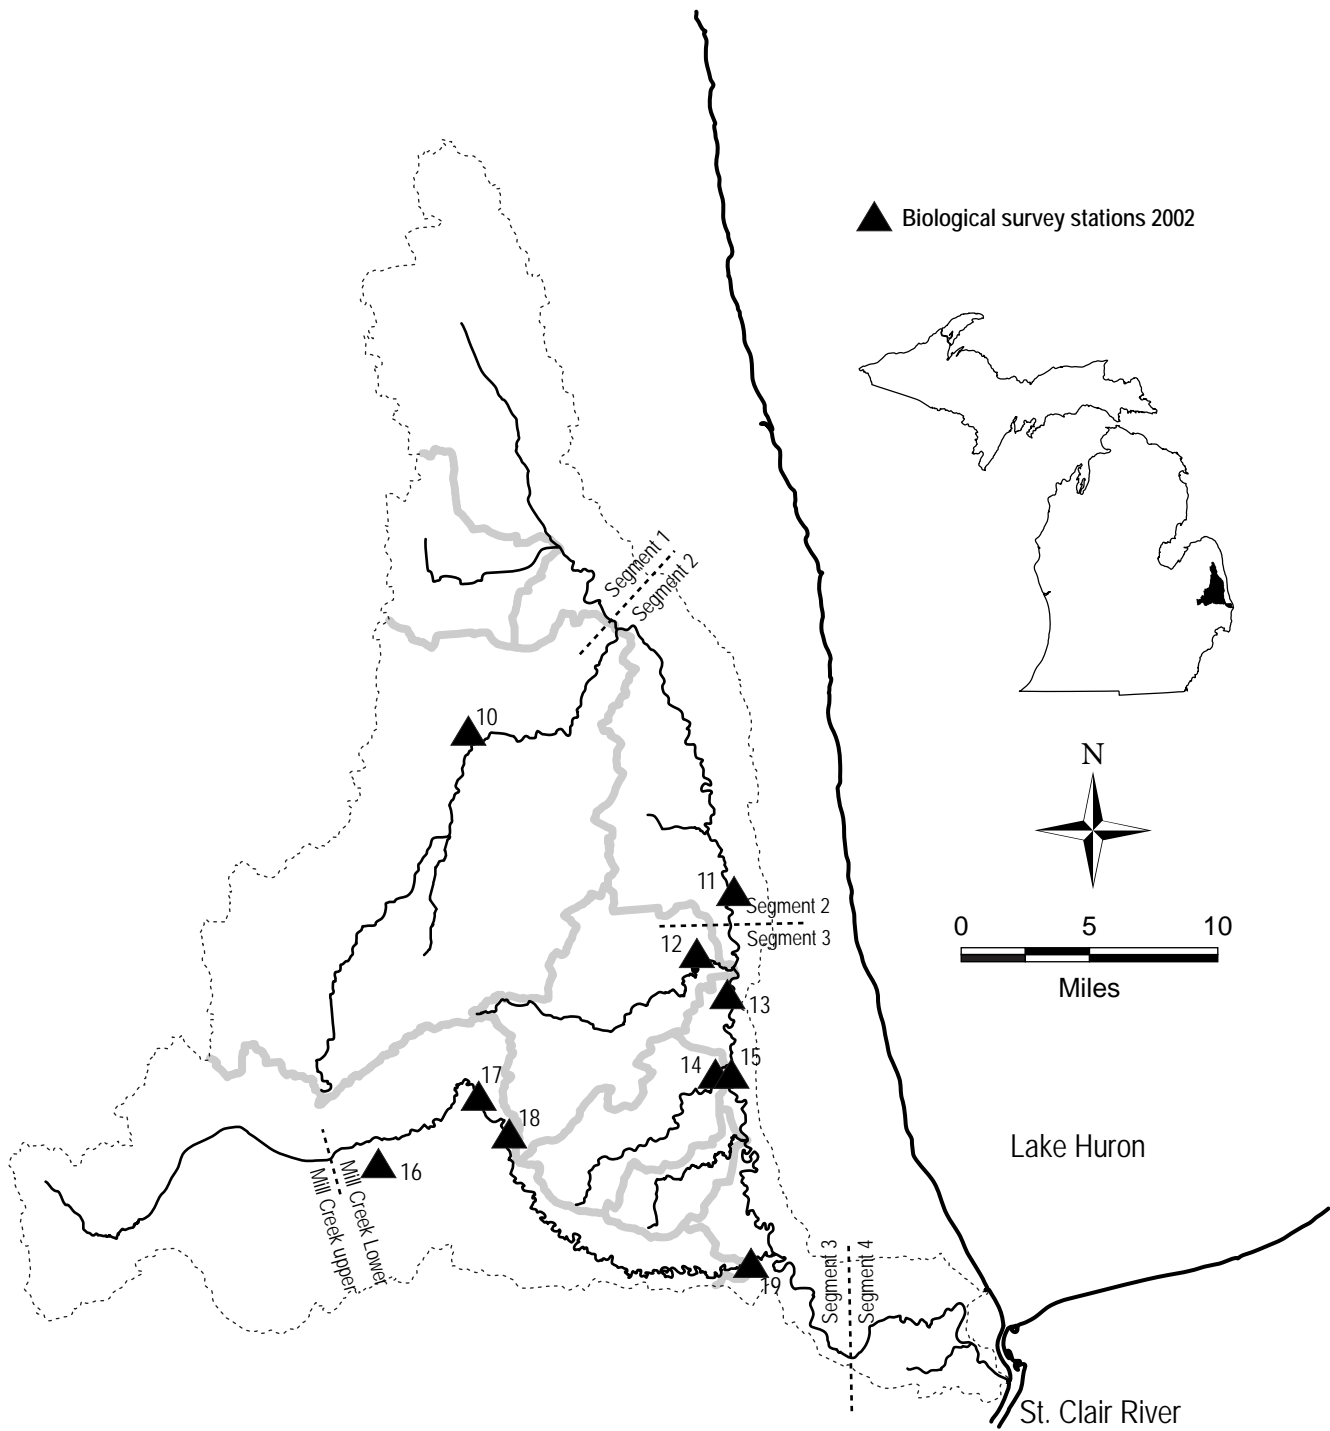 Biological survey stations 2002
Segment 1
Segment 2
10
N
11
Segment 2
Segment 3
12
0 5 10
Miles
13
14
15
17
18
16
Mill Creek Lower
Mill Creek upper
Lake Huron
19
Segment 3
Segment 4
St. Clair River